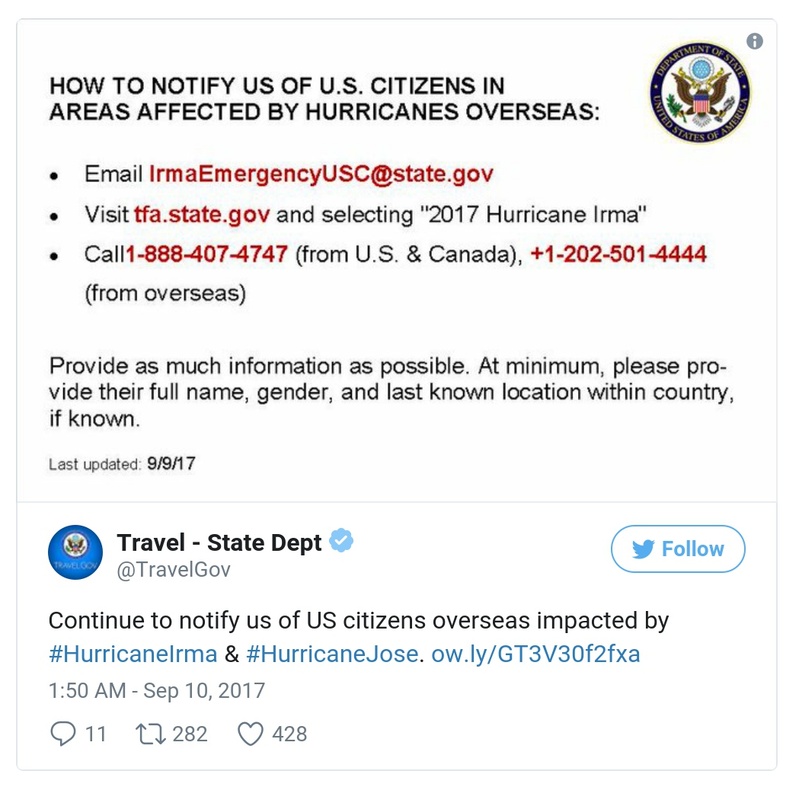 HOW TO NOTIFY US OF U.S. CITIZENS IN
AREAS AFFECTED BY HURRICANES OVERSEAS:
DEPARTMENT OF STATE
UNITED STATES OF AMERICA
• Email IrmaEmergencyUSC@state.gov
• Visit tfa.state.gov and selecting "2017 Hurricane Irma"
• Call1-888-407-4747 (from U.S. & Canada), +1-202-501-4444
(from overseas)
Provide as much information as possible. At minimum, please pro-
vide their full name, gender, and last known location within country,
if known.
Last updated: 9/9/17
TRAVELGOV
Travel - State Dept
@TravelGov
Follow
Continue to notify us of US citizens overseas impacted by
#HurricaneIrma & #HurricaneJose. ow.ly/GT3V30f2fxa
1:50 AM - Sep 10, 2017
11 282 428